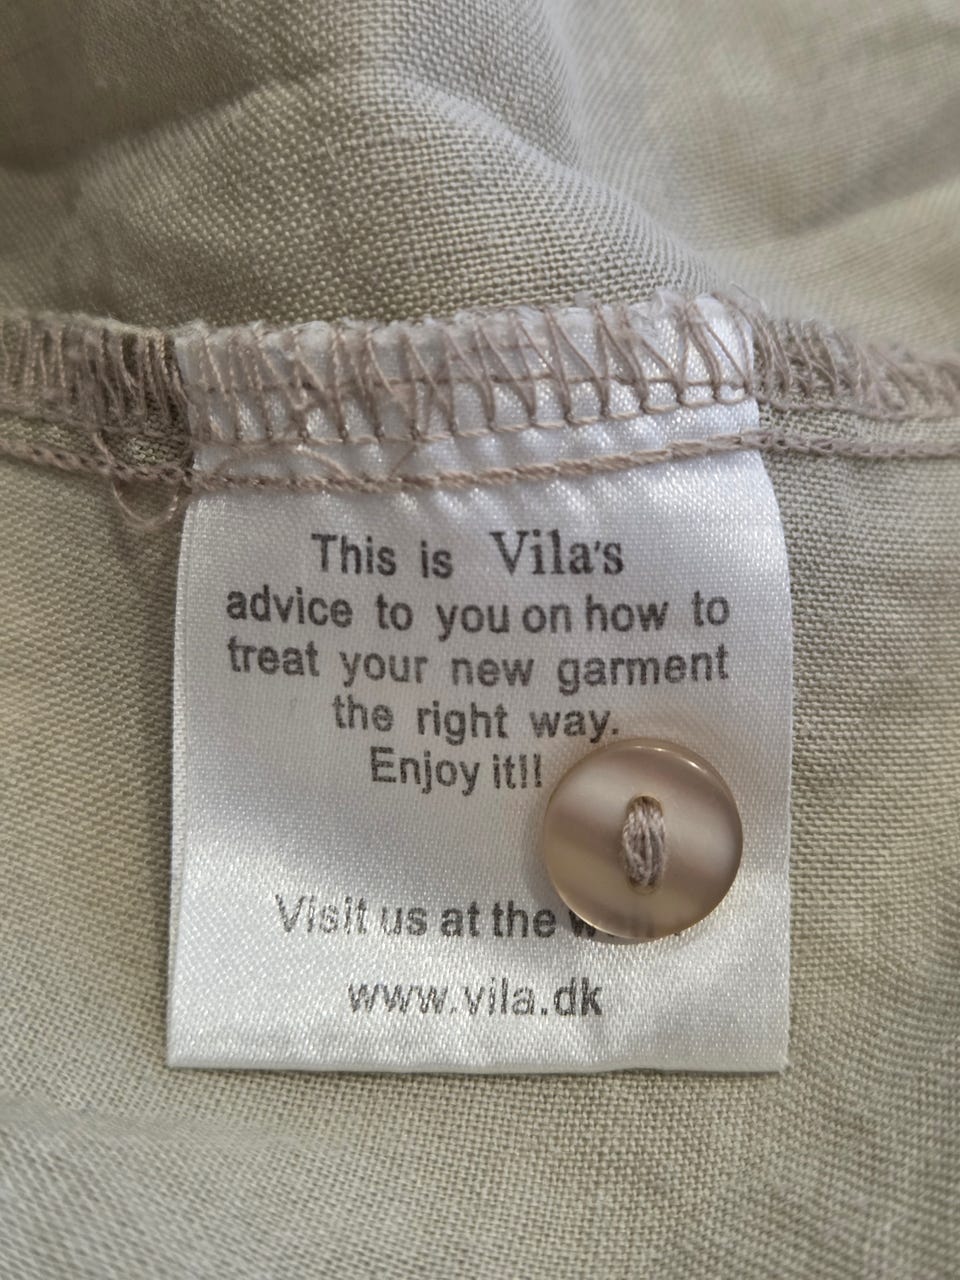 This is Vila's
advice to you on how to
treat your new garment
the right way.
Enjoy it!!
Visit us at the
www.vila.dk